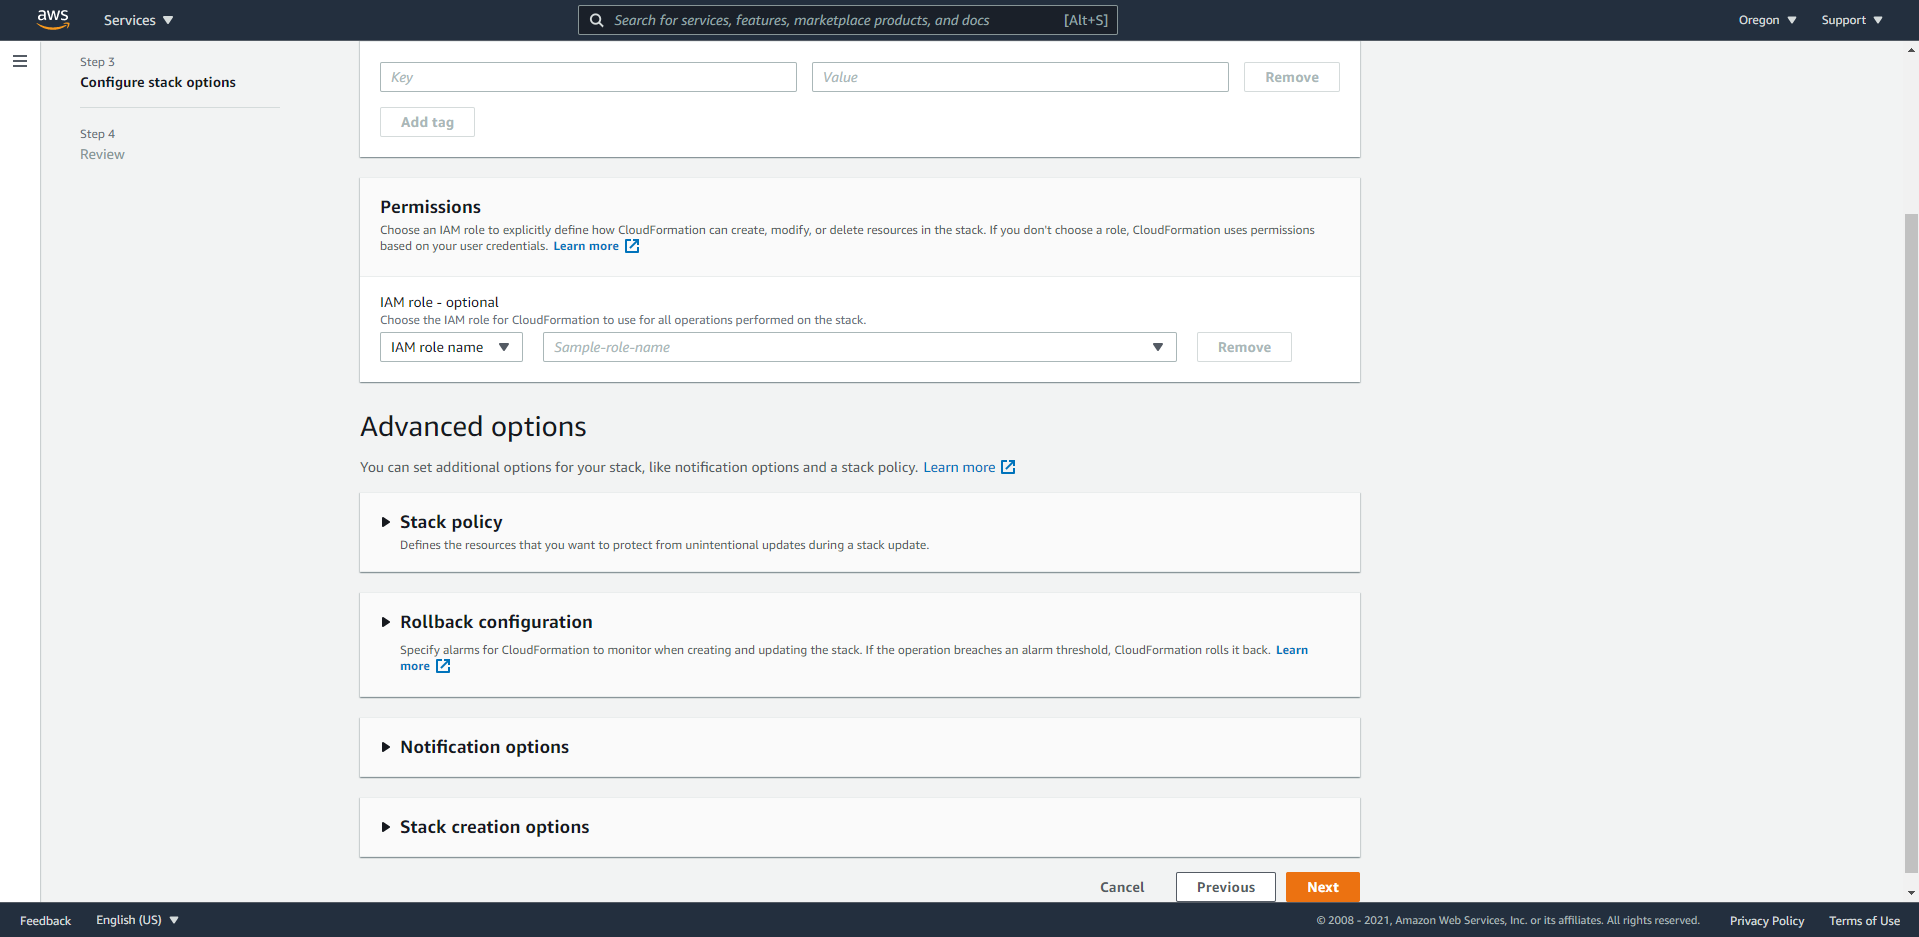 aws
Services
Search for services, features, marketplace products, and docs
[Alt+S]
Oregon
Support
Step 3
Configure stack options
Step 4
Review
Key
Value
Remove
Add tag
Permissions
Choose an IAM role to explicitly define how CloudFormation can create, modify, or delete resources in the stack. If you don't choose a role, CloudFormation uses permissions
based on your user credentials. Learn more
IAM role - optional
Choose the IAM role for CloudFormation to use for all operations performed on the stack.
IAM role name
Sample-role-name
Remove
Advanced options
You can set additional options for your stack, like notification options and a stack policy. Learn more
Stack policy
Defines the resources that you want to protect from unintentional updates during a stack update.
Rollback configuration
Specify alarms for CloudFormation to monitor when creating and updating the stack. If the operation breaches an alarm threshold, CloudFormation rolls it back. Learn
more
Notification options
Stack creation options
Cancel
Previous
Next
Feedback
English (US)
© 2008 - 2021, Amazon Web Services, Inc. or its affiliates. All rights reserved.
Privacy Policy
Terms of Use